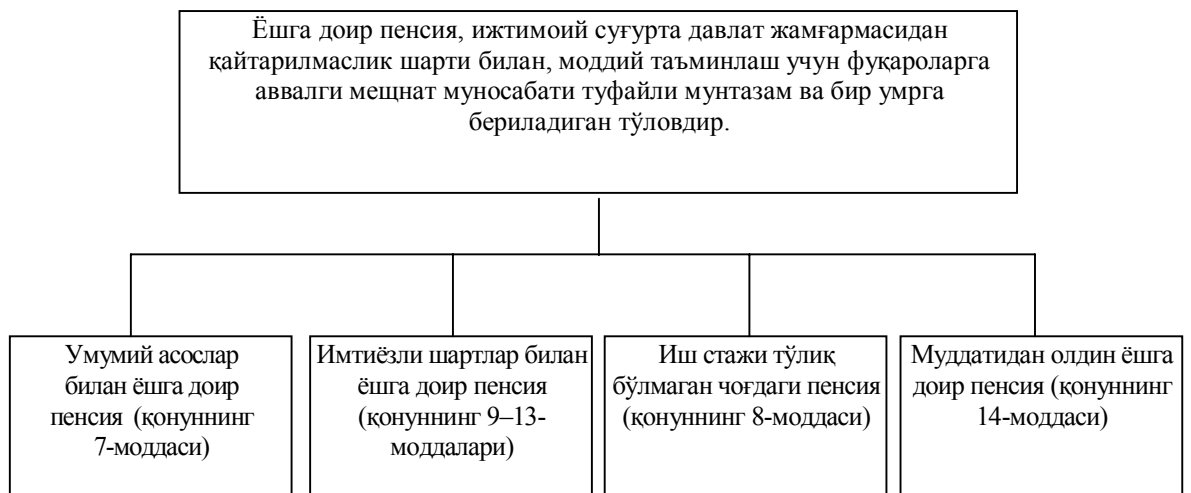 Ёшга доир пенсия, ижтимоий суғурта давлат жамғармасидан
қайтарилмаслик шарти билан, моддий таъминлаш учун фуқароларга
аввалги мещнат муносабати туфайли мунтазам ва бир умрга
бериладиган тўловдир.
Умумий асослар
билан ёшга доир
пенсия (қонуннинг
7-моддаси)
Имтиёзли шартлар билан
ёшга доир пенсия
(қонуннинг 9–13-
моддалари)
Иш стажи тўлиқ
бўлмаган чоғдаги пенсия
(қонуннинг 8-моддаси)
Муддатидан олдин ёшга
доир пенсия (қонуннинг
14-моддаси)